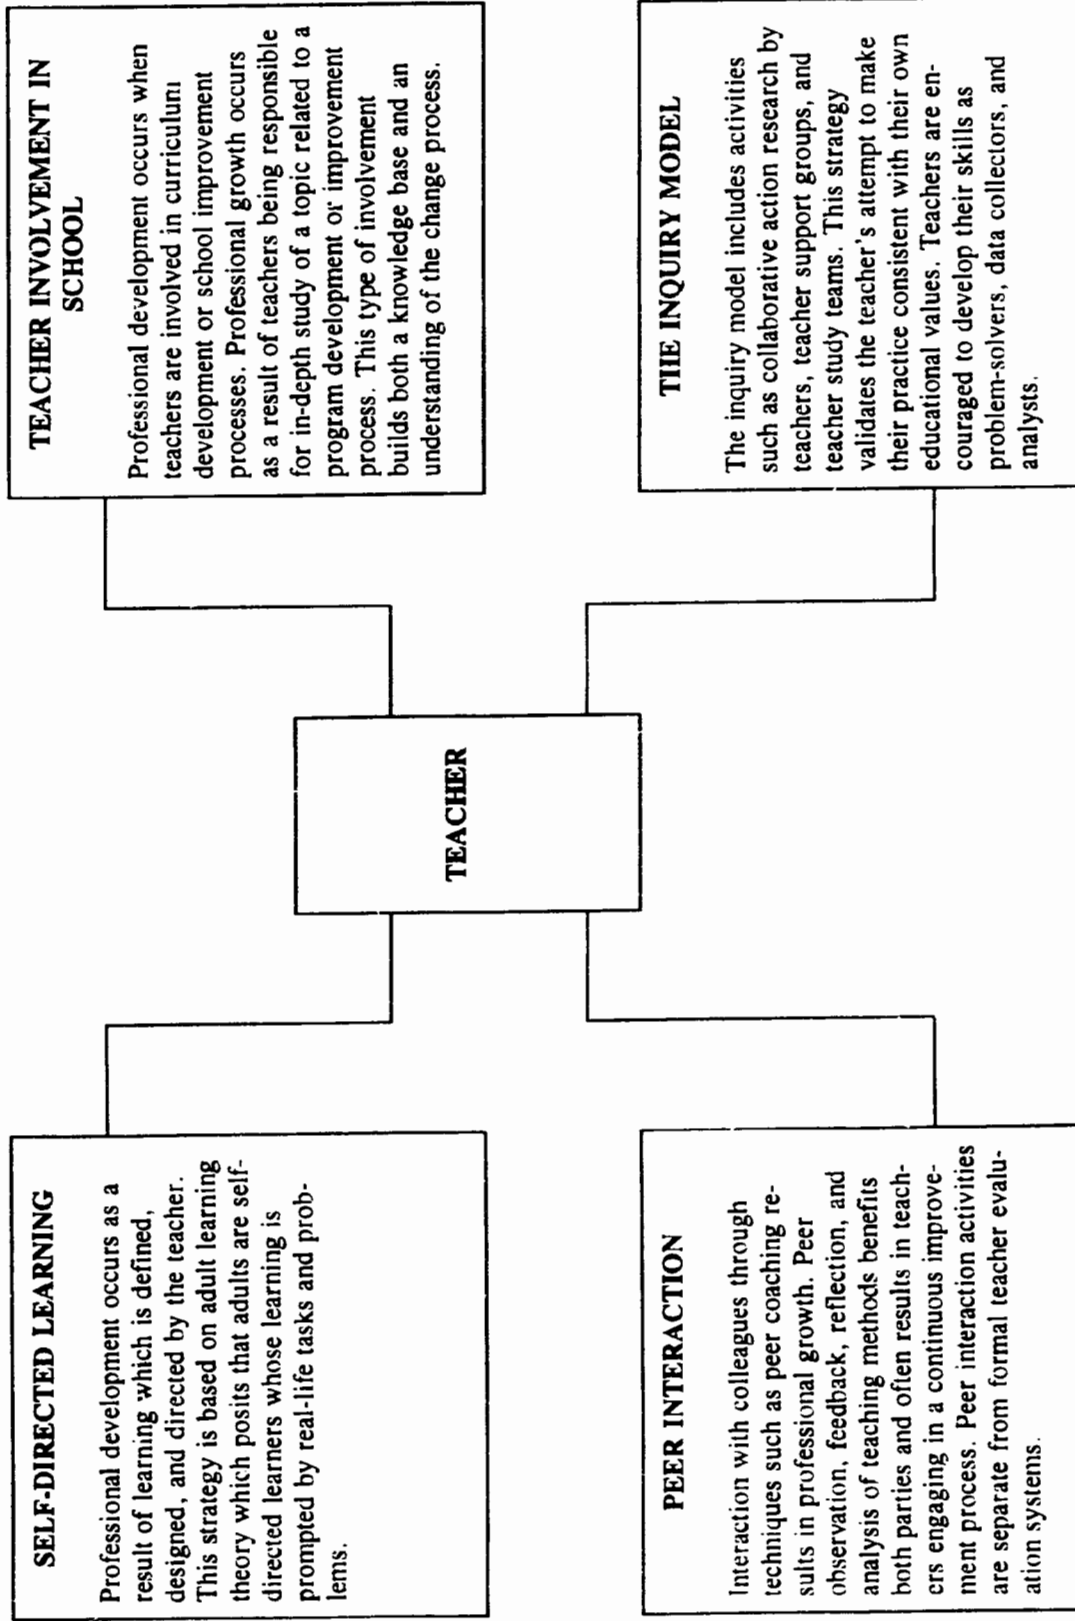 SELF-DIRECTED LEARNING
Professional development occurs as a
result of learning which is defined,
designed, and directed by the teacher.
This strategy is based on adult learning
theory which posits that adults are self-
directed learners whose learning is
prompted by real-life tasks and prob-
lems.
TEACHER INVOLVEMENT IN
SCHOOL
Professional development occurs when
teachers are involved in curriculum
development or school improvement
processes. Professional growth occurs
as a result of teachers being responsible
for in-depth study of a topic related to a
program development or improvement
process. This type of involvement
builds both a knowledge base and an
understanding of the change process.
TEACHER
PEER INTERACTION
Interaction with colleagues through
techniques such as peer coaching re-
sults in professional growth. Peer
observation, feedback, reflection, and
analysis of teaching methods benefits
both parties and often results in teach-
ers engaging in a continuous improve-
ment process. Peer interaction activities
are separate from formal teacher evalu-
ation systems.
THE INQUIRY MODEL
The inquiry model includes activities
such as collaborative action research by
teachers, teacher support groups, and
teacher study teams. This strategy
validates the teacher's attempt to make
their practice consistent with their own
educational values. Teachers are en-
couraged to develop their skills as
problem-solvers, data collectors, and
analysts.